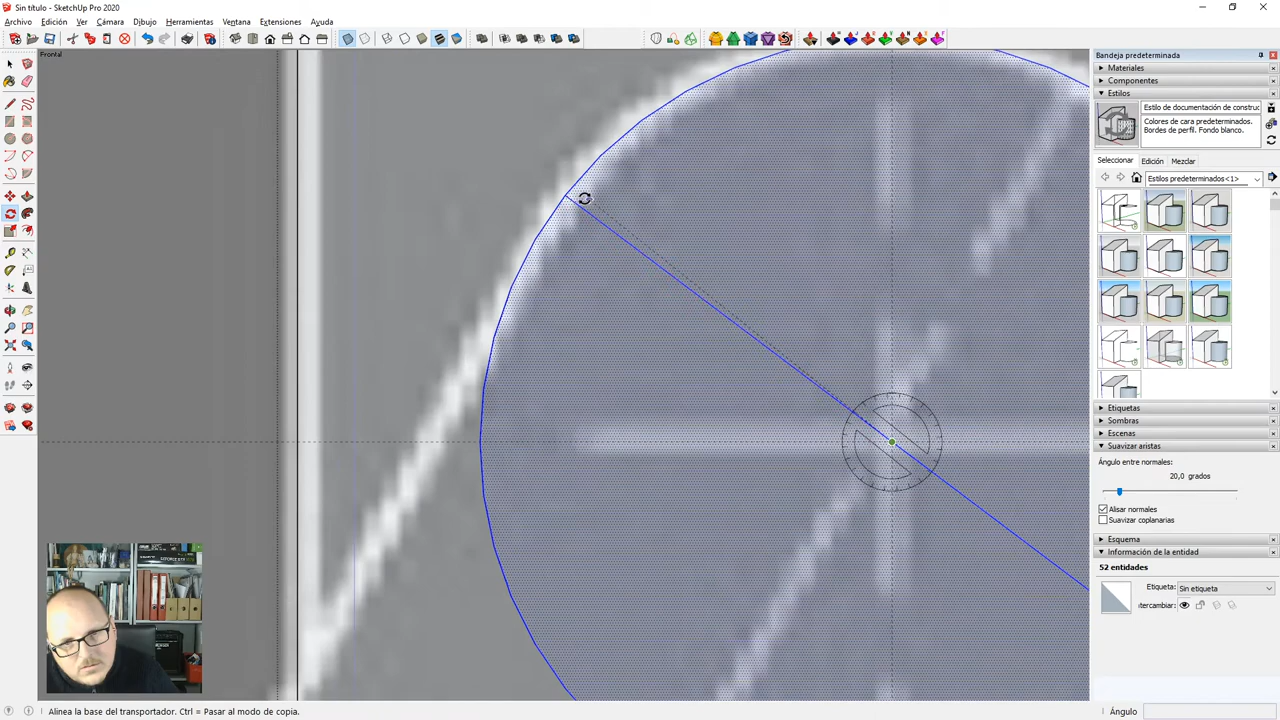 Sin título - SketchUp Pro 2020
Archivo Edición Ver Cámara Dibujo Herramientas Ventana Extensiones Ayuda
Frontal
Bandeja predeterminada
Materiales
Componentes
Estilos
Estilo de documentación de construc
Colores de cara predeterminados.
Bordes de perfil. Fondo blanco.
Seleccionar Edición Mezclar
Estilos predeterminados<1>
Etiquetas
Sombras
Escenas
Suavizar aristas
Ángulo entre normales:
20,0 grados
Alisar normales
Suavizar coplanarias
Esquema
Información de la entidad
52 entidades
Etiqueta: Sin etiqueta
ntercambiar:
Alinea la base del transportador. Ctrl = Pasar al modo de copia.
Ángulo